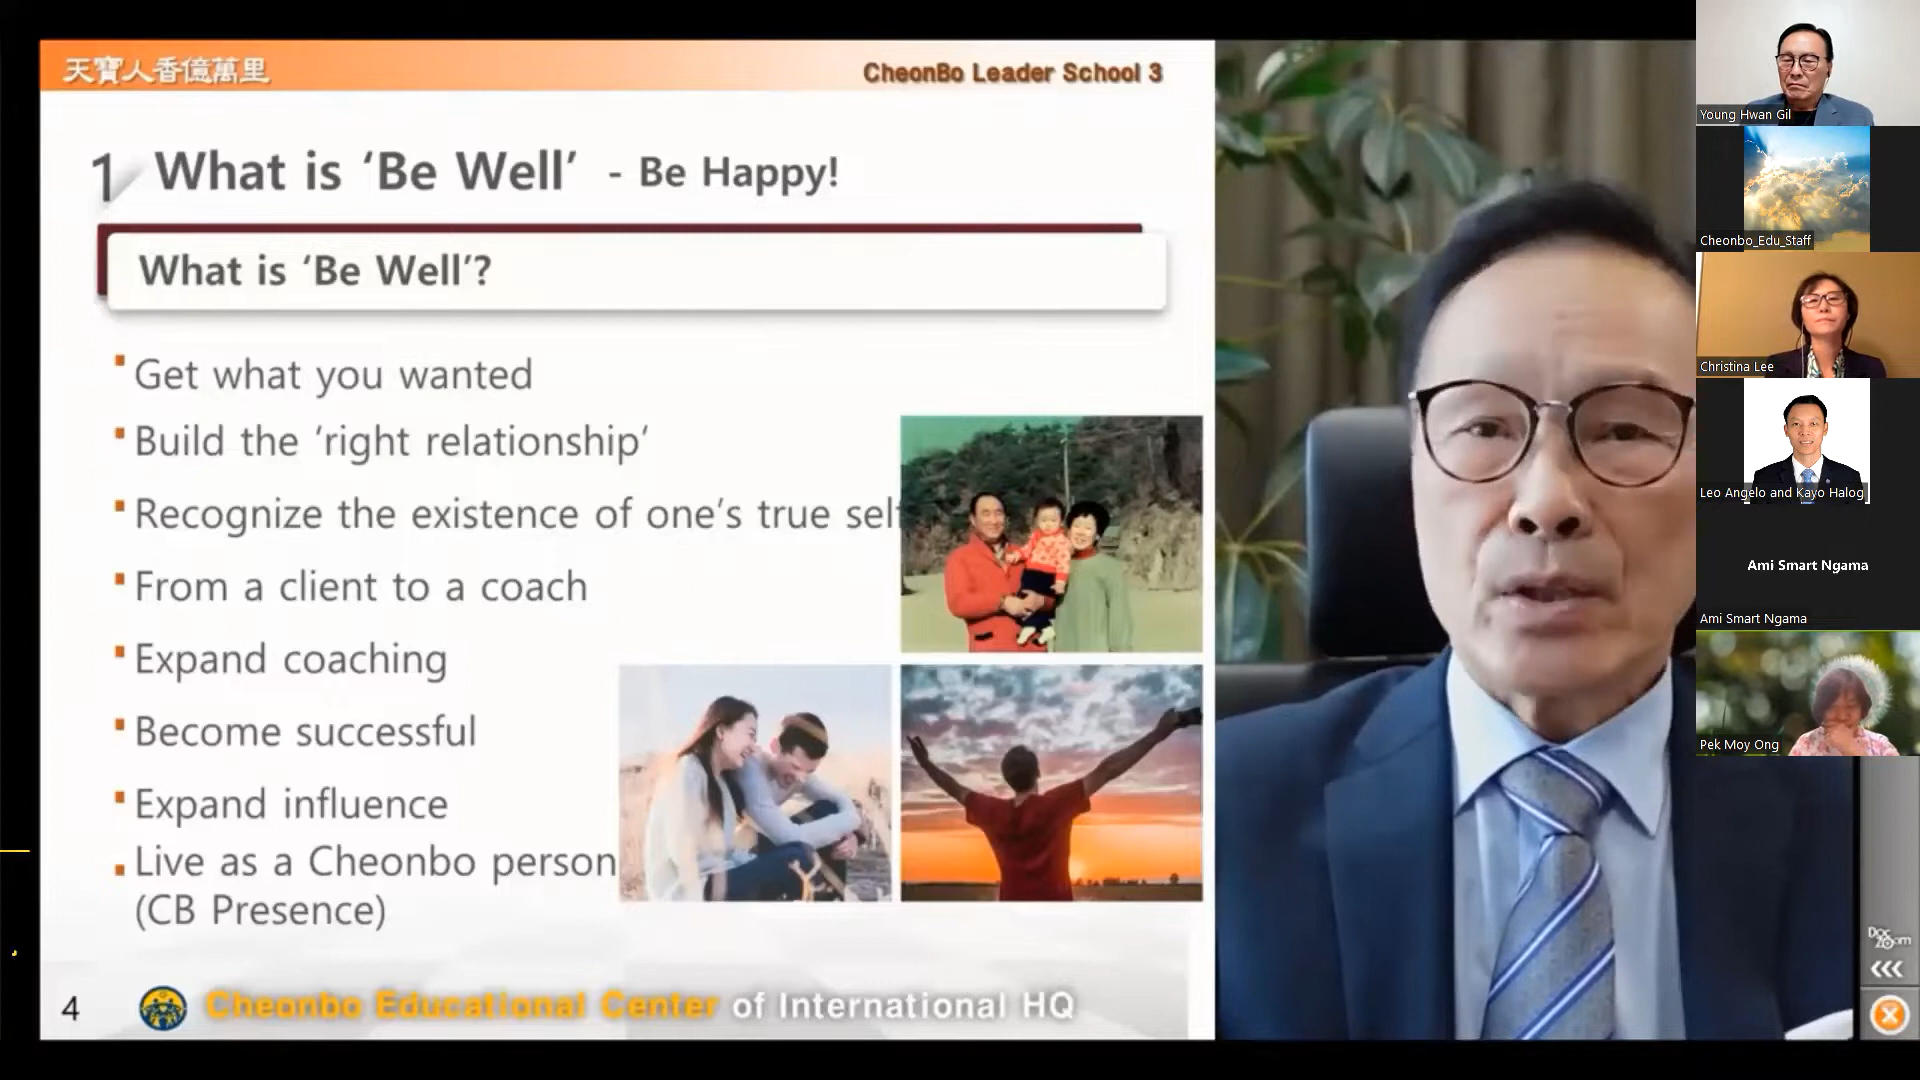 天寶人香億萬里
CheonBo Leader School 3
1 What is ‘Be Well’ - Be Happy!
What is ‘Be Well’?
Get what you wanted
Build the ‘right relationship’
Recognize the existence of one’s true self
From a client to a coach
Expand coaching
Become successful
Expand influence
Live as a Cheonbo person
(CB Presence)
4
Cheonbo Educational Center of International HQ
Young Hwan Gil
Cheonbo_Edu_Staff
Christina Lee
Leo Angelo and Kayo Halog
Ami Smart Ngama
Ami Smart Ngama
Pek Moy Ong
DocZoom